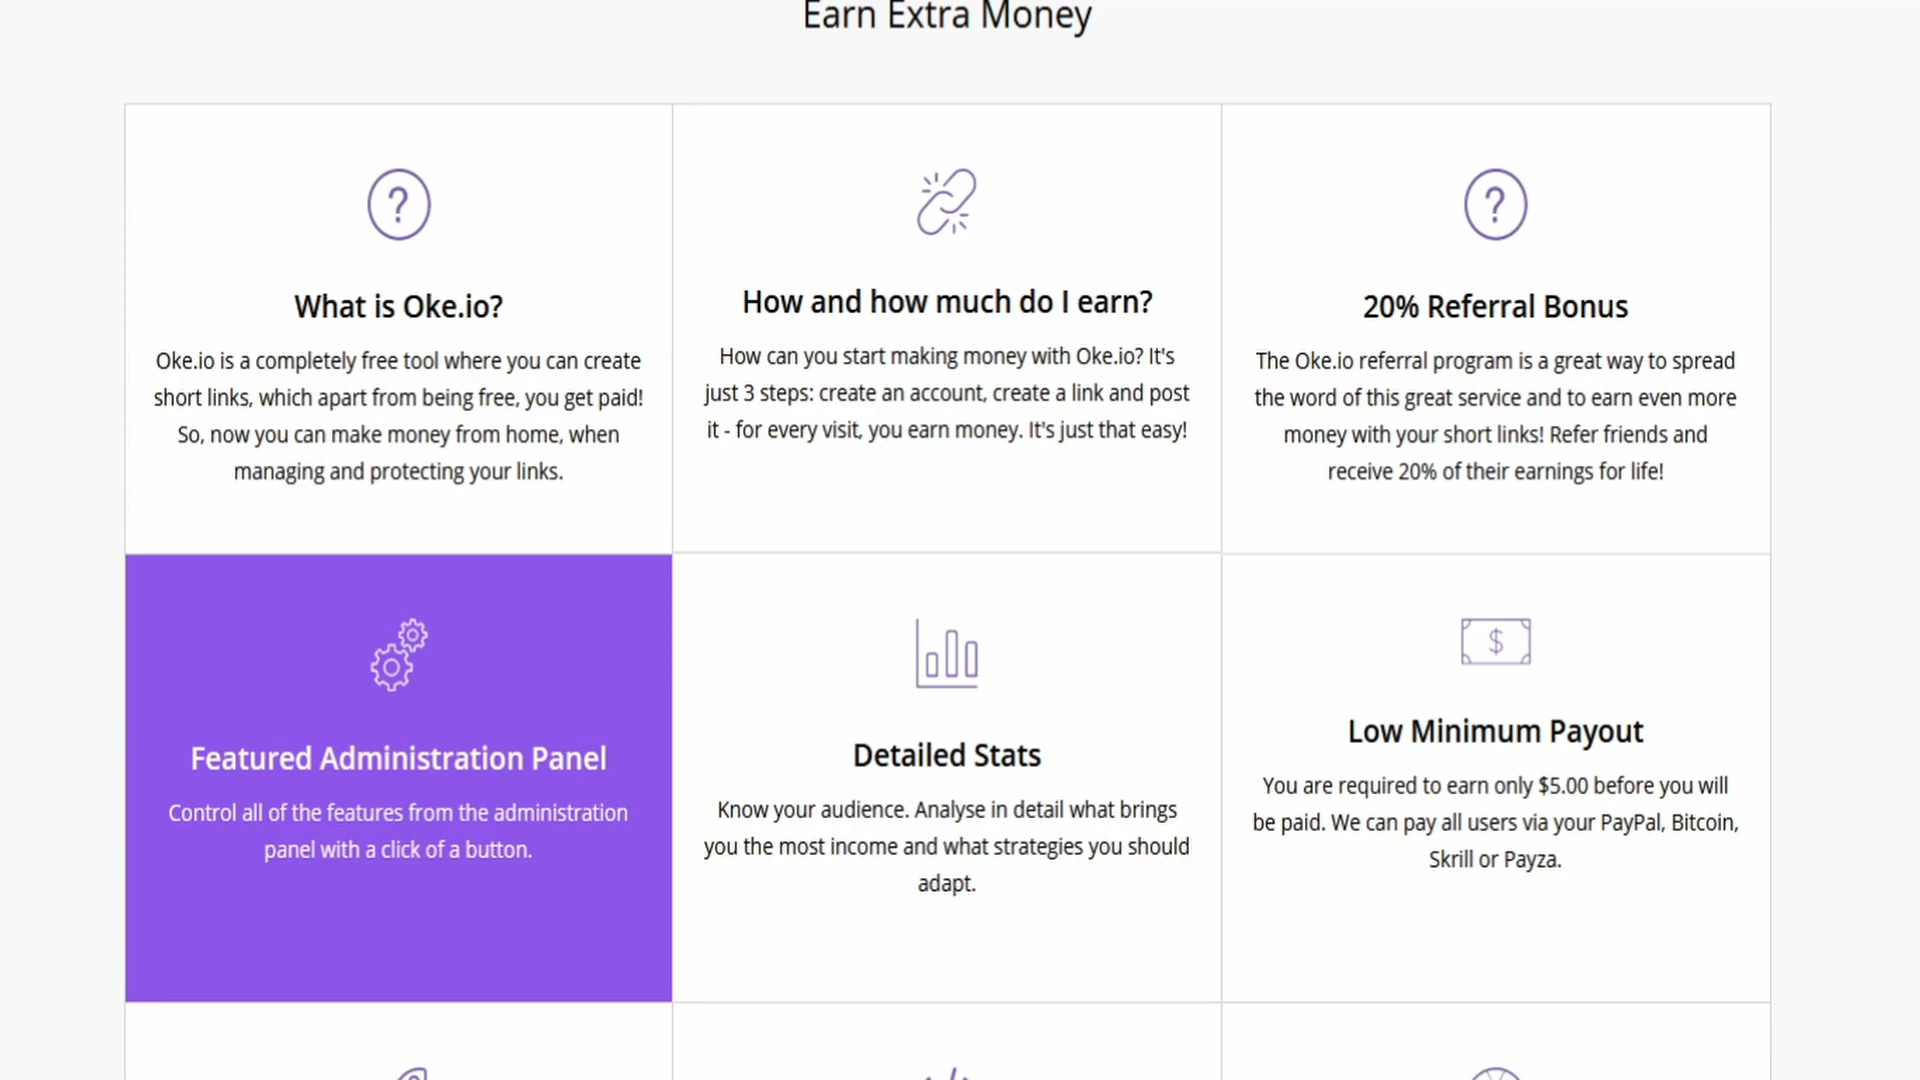 Earn Extra Money
What is Oke.io?
Oke.io is a completely free tool where you can create
short links, which apart from being free, you get paid!
So, now you can make money from home, when
managing and protecting your links.
How and how much do I earn?
How can you start making money with Oke.io? It's
just 3 steps: create an account, create a link and post
it - for every visit, you earn money. It's just that easy!
20% Referral Bonus
The Oke.io referral program is a great way to spread
the word of this great service and to earn even more
money with your short links! Refer friends and
receive 20% of their earnings for life!
Featured Administration Panel
Control all of the features from the administration
panel with a click of a button.
Detailed Stats
Know your audience. Analyse in detail what brings
you the most income and what strategies you should
adapt.
$
Low Minimum Payout
You are required to earn only $5.00 before you will
be paid. We can pay all users via your PayPal, Bitcoin,
Skrill or Payza.